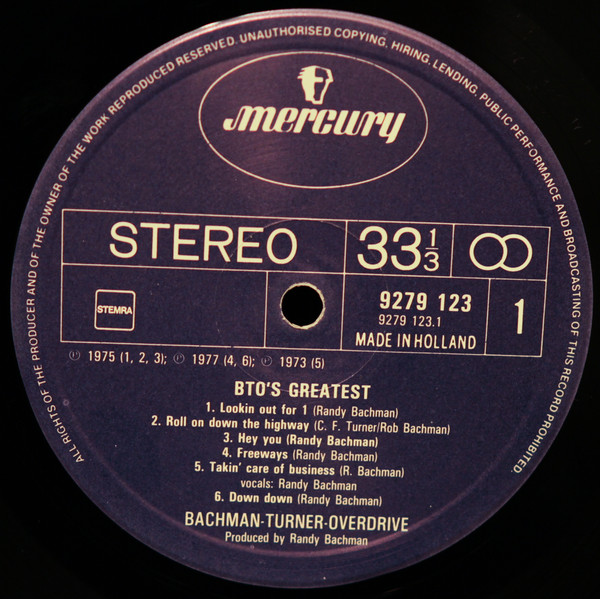 ALL RIGHTS OF THE PRODUCER AND OF THE OWNER OF THE WORK REPRODUCED RESERVED. UNAUTHORISED COPYING, HIRING, LENDING, PUBLIC PERFORMANCE AND BROADCASTING OF THIS RECORD PROHIBITED.
mercury
STEREO
33 1/3
STEMRA
9279 123
9279 123.1
MADE IN HOLLAND
1
Ⓟ 1975 (1, 2, 3); Ⓟ 1977 (4, 6); Ⓟ 1973 (5)
BTO'S GREATEST
1. Lookin out for 1 (Randy Bachman)
2. Roll on down the highway (C. F. Turner/Rob Bachman)
3. Hey you (Randy Bachman)
4. Freeways (Randy Bachman)
5. Takin' care of business (R. Bachman)
vocals: Randy Bachman
6. Down down (Randy Bachman)
BACHMAN-TURNER-OVERDRIVE
Produced by Randy Bachman